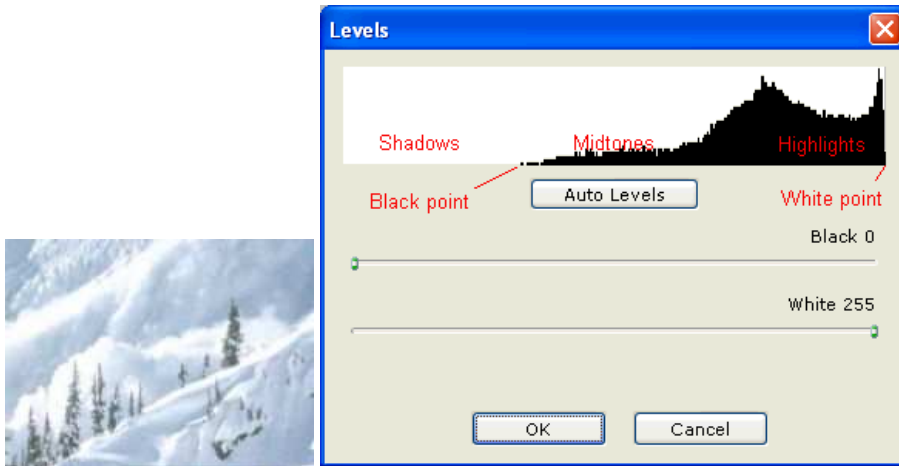 Levels
Shadows Midtones Highlights
Black point White point
Auto Levels
Black 0
White 255
OK Cancel